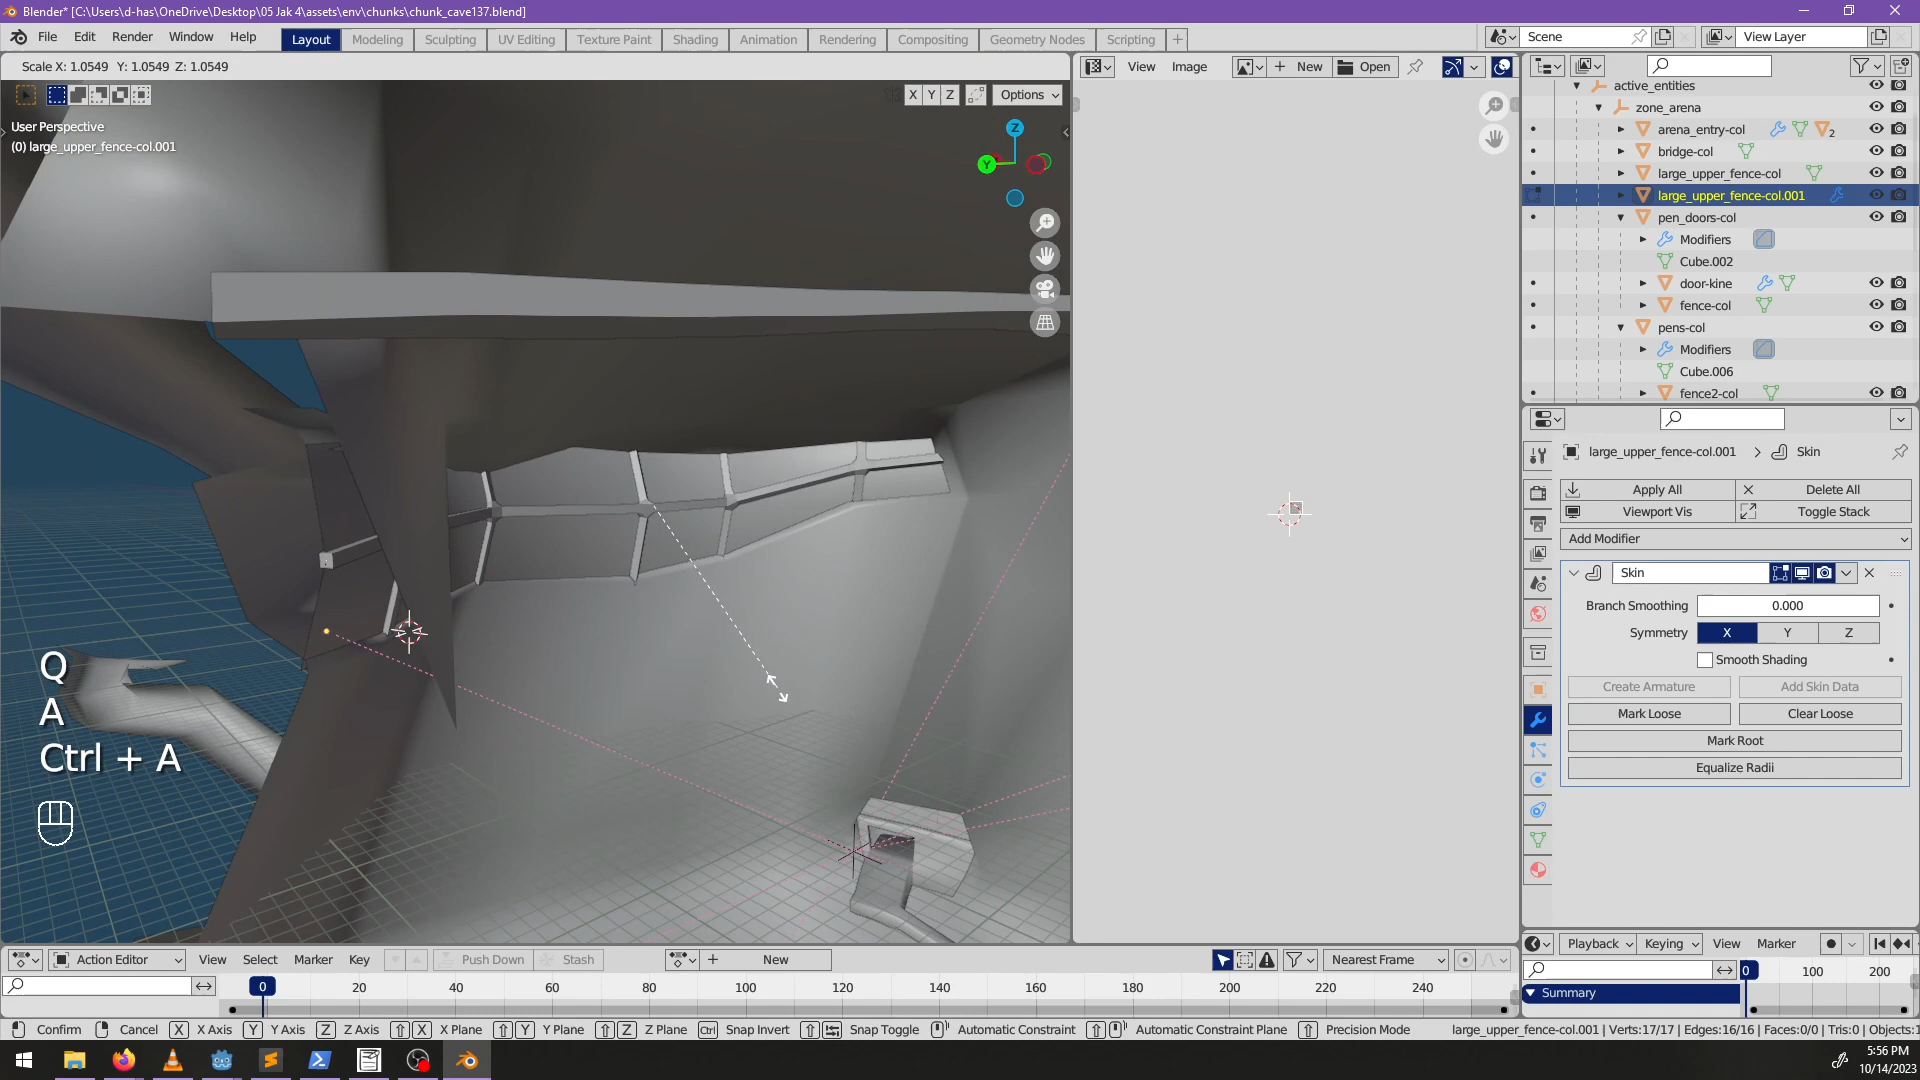 Blender* [C:\Users\d-has\OneDrive\Desktop\05 Jak 4\assets\env\chunks\chunk_cave137.blend]
File Edit Render Window Help Layout Modeling Sculpting UV Editing Texture Paint Shading Animation Rendering Compositing Geometry Nodes Scripting + Scene View Layer
Scale X: 1.0549 Y: 1.0549 Z: 1.0549
View Image + New Open
X Y Z Options
User Perspective
(0) large_upper_fence-col.001
Z
Y
active_entities
zone_arena
arena_entry-col 2
bridge-col
large_upper_fence-col
large_upper_fence-col.001
pen_doors-col
Modifiers
Cube.002
door-kine
fence-col
pens-col
Modifiers
Cube.006
fence2-col
large_upper_fence-col.001 > Skin
Apply All Delete All
Viewport Vis Toggle Stack
Add Modifier
Skin
Branch Smoothing 0.000
Symmetry X Y Z
Smooth Shading
Create Armature Add Skin Data
Mark Loose Clear Loose
Mark Root
Equalize Radii
Q
A
Ctrl + A
Action Editor View Select Marker Key Push Down Stash + New Nearest Frame
0 20 40 60 80 100 120 140 160 180 200 220 240
Playback Keying View Marker
0 100 200
Summary
Confirm Cancel X X Axis Y Y Axis Z Z Axis X X Plane Y Y Plane Z Z Plane Ctrl Snap Invert Snap Toggle Automatic Constraint Automatic Constraint Plane Precision Mode large_upper_fence-col.001 | Verts:17/17 | Edges:16/16 | Faces:0/0 | Tris:0 | Objects:1
5:56 PM
10/14/2023